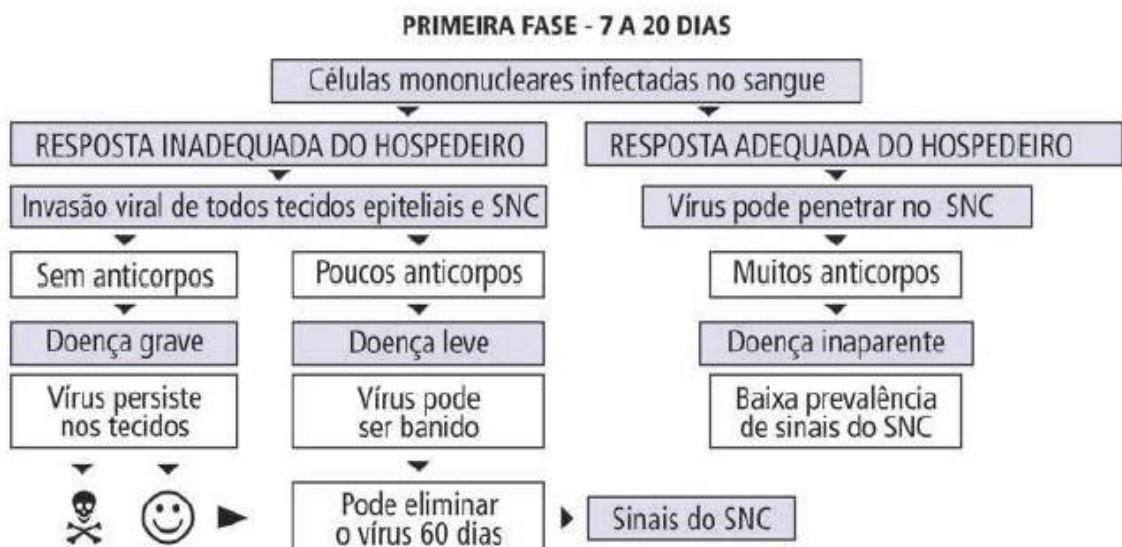 PRIMEIRA FASE - 7 A 20 DIAS
Células mononucleares infectadas no sangue
RESPOSTA INADEQUADA DO HOSPEDEIRO
RESPOSTA ADEQUADA DO HOSPEDEIRO
Invasão viral de todos tecidos epiteliais e SNC
Vírus pode penetrar no SNC
Sem anticorpos
Poucos anticorpos
Muitos anticorpos
Doença grave
Doença leve
Doença inaparente
Vírus persiste
nos tecidos
Vírus pode
ser banido
Baixa prevalência
de sinais do SNC
Pode eliminar
o vírus 60 dias
Sinais do SNC